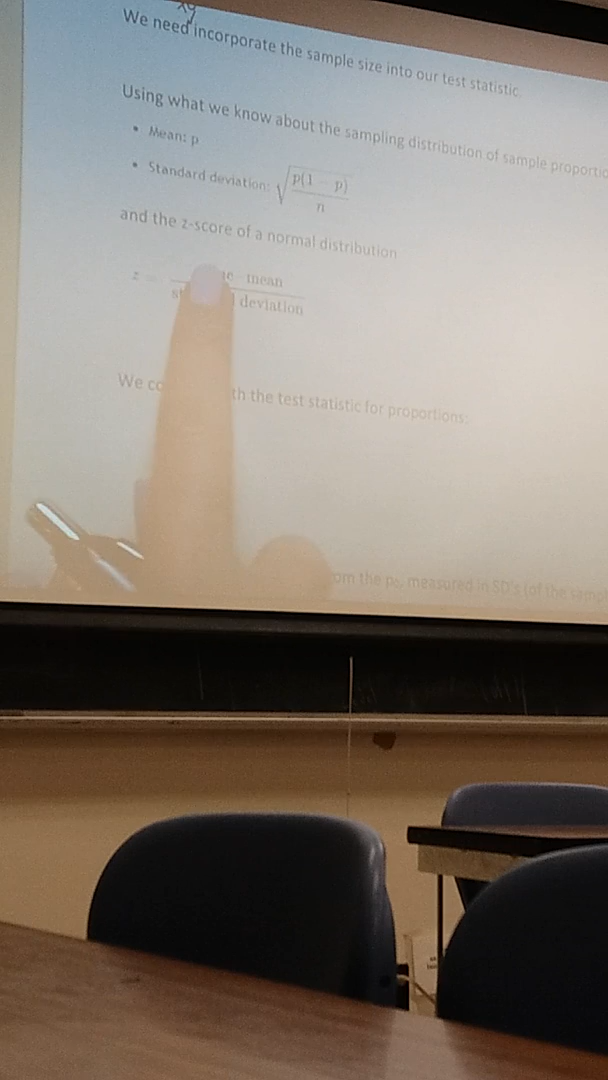 xy
We need incorporate the sample size into our test statistic.
Using what we know about the sampling distribution of sample proportio
• Mean: p
• Standard deviation: √(p(1 − p)/n)
and the z-score of a normal distribution
z = mean
deviation
We th the test statistic for proportions:
om the p₀, measured in SD's (of the samp